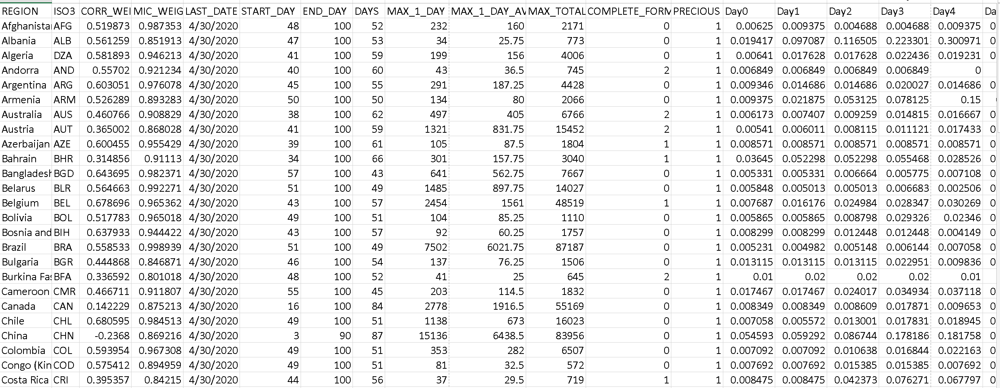 REGION ISO3 CORR_WEI MIC_WEIG LAST_DATE START_DAY END_DAY DAYS MAX_1_DAY MAX_1_DAY_AV MAX_TOTAL COMPLETE_FORM PRECIOUS Day0 Day1 Day2 Day3 Day4 Da
Afghanista AFG 0.519873 0.987353 4/30/2020 48 100 52 232 160 2171 0 1 0.00625 0.009375 0.004688 0.004688 0.009375 0
Albania ALB 0.561259 0.851913 4/30/2020 47 100 53 34 25.75 773 0 1 0.019417 0.097087 0.116505 0.223301 0.300971 0
Algeria DZA 0.581893 0.946213 4/30/2020 41 100 59 199 156 4006 0 1 0.00641 0.017628 0.017628 0.022436 0.019231 0
Andorra AND 0.55702 0.921234 4/30/2020 40 100 60 43 36.5 745 2 1 0.006849 0.006849 0.006849 0.006849 0
Argentina ARG 0.603051 0.976078 4/30/2020 45 100 55 291 187.25 4428 0 1 0.009346 0.014686 0.014686 0.020027 0.014686 0
Armenia ARM 0.526289 0.893283 4/30/2020 50 100 50 134 80 2066 0 1 0.009375 0.021875 0.053125 0.078125 0.15
Australia AUS 0.460766 0.908829 4/30/2020 38 100 62 497 405 6766 2 1 0.006173 0.007407 0.009259 0.014815 0.016667 0
Austria AUT 0.365002 0.868028 4/30/2020 41 100 59 1321 831.75 15452 2 1 0.00541 0.006011 0.008115 0.011121 0.017433 0
Azerbaijan AZE 0.600455 0.955429 4/30/2020 39 100 61 105 87.5 1804 1 1 0.008571 0.008571 0.008571 0.008571 0.008571 0
Bahrain BHR 0.314856 0.91113 4/30/2020 34 100 66 301 157.75 3040 1 1 0.03645 0.052298 0.052298 0.055468 0.028526 0
Bangladesh BGD 0.643695 0.982371 4/30/2020 57 100 43 641 562.75 7667 0 1 0.005331 0.005331 0.006664 0.005775 0.007108 0
Belarus BLR 0.564663 0.992271 4/30/2020 51 100 49 1485 897.75 14027 0 1 0.005848 0.005013 0.005013 0.006683 0.002506 0
Belgium BEL 0.678696 0.965362 4/30/2020 43 100 57 2454 1561 48519 1 1 0.007687 0.016176 0.024984 0.028347 0.030269 0
Bolivia BOL 0.517783 0.965018 4/30/2020 49 100 51 104 85.25 1110 0 1 0.005865 0.005865 0.008798 0.029326 0.02346 0
Bosnia and BIH 0.637933 0.944422 4/30/2020 43 100 57 92 60.25 1757 0 1 0.008299 0.008299 0.012448 0.012448 0.004149 0
Brazil BRA 0.558533 0.998939 4/30/2020 51 100 49 7502 6021.75 87187 0 1 0.005231 0.004982 0.005148 0.006144 0.007058 0
Bulgaria BGR 0.444868 0.846871 4/30/2020 46 100 54 137 76.25 1506 0 1 0.013115 0.013115 0.013115 0.022951 0.009836 0
Burkina Fas BFA 0.336592 0.801018 4/30/2020 48 100 52 41 25 645 2 1 0.01 0.02 0.02 0.02 0.01
Cameroon CMR 0.466711 0.911807 4/30/2020 55 100 45 203 114.5 1832 0 1 0.017467 0.017467 0.024017 0.034934 0.037118 0
Canada CAN 0.142229 0.875213 4/30/2020 16 100 84 2778 1916.5 55169 0 1 0.008349 0.008349 0.008609 0.017871 0.009653 0
Chile CHL 0.680595 0.984513 4/30/2020 49 100 51 1138 673 16023 0 1 0.007058 0.005572 0.013001 0.017831 0.018945 0
China CHN -0.2368 0.869216 4/30/2020 3 90 87 15136 6438.5 83956 0 1 0.054593 0.059292 0.086744 0.178186 0.181758 0
Colombia COL 0.593954 0.967308 4/30/2020 49 100 51 353 282 6507 0 1 0.007092 0.007092 0.010638 0.016844 0.022163 0
Congo (Kin COD 0.575412 0.894959 4/30/2020 49 100 51 81 32.5 572 0 1 0.007692 0.007692 0.015385 0.015385 0.007692 0
Costa Rica CRI 0.395357 0.84215 4/30/2020 44 100 56 37 29.5 719 1 1 0.008475 0.008475 0.042373 0.076271 0.067797 0